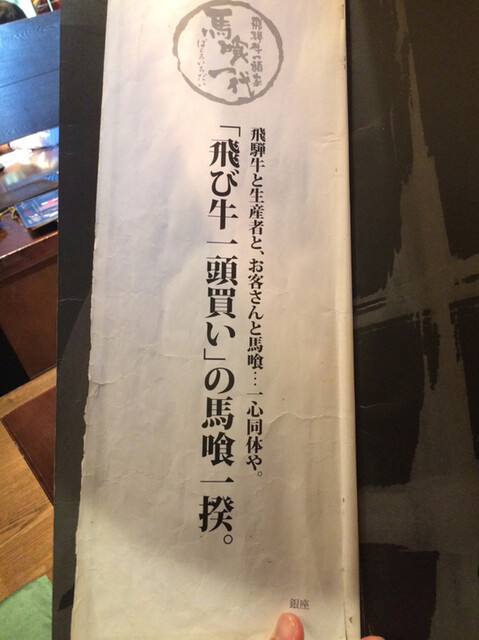 飛騨牛一頭家
馬喰一代
ばくろいちだい
飛騨牛と生産者と、お客さんと馬喰…一心同体や。
「飛び牛一頭買い」の馬喰一揆。
銀座